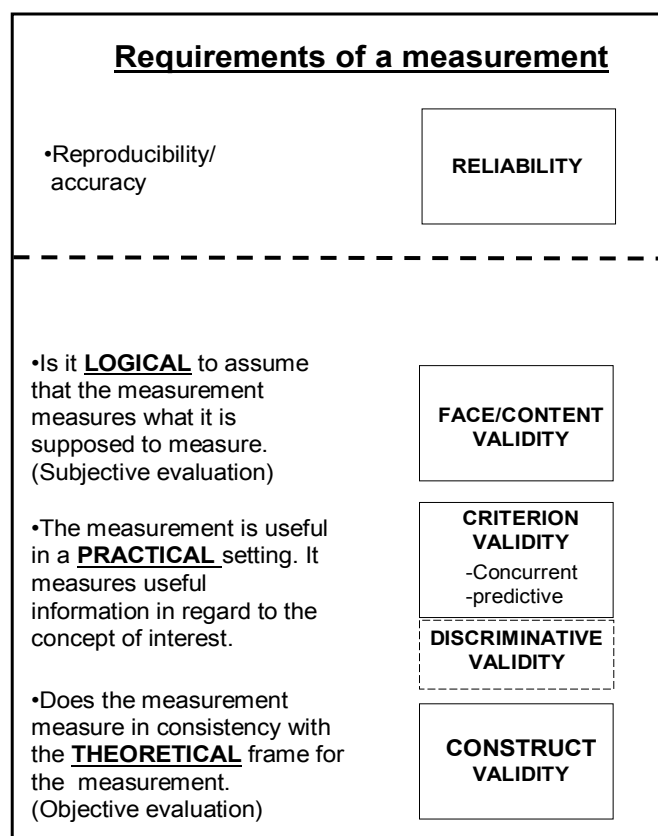 Requirements of a measurement
•Reproducibility/
accuracy
RELIABILITY
•Is it LOGICAL to assume
that the measurement
measures what it is
supposed to measure.
(Subjective evaluation)
FACE/CONTENT
VALIDITY
•The measurement is useful
in a PRACTICAL setting. It
measures useful
information in regard to the
concept of interest.
CRITERION
VALIDITY
-Concurrent
-predictive
DISCRIMINATIVE
VALIDITY
•Does the measurement
measure in consistency with
the THEORETICAL frame for
the measurement.
(Objective evaluation)
CONSTRUCT
VALIDITY